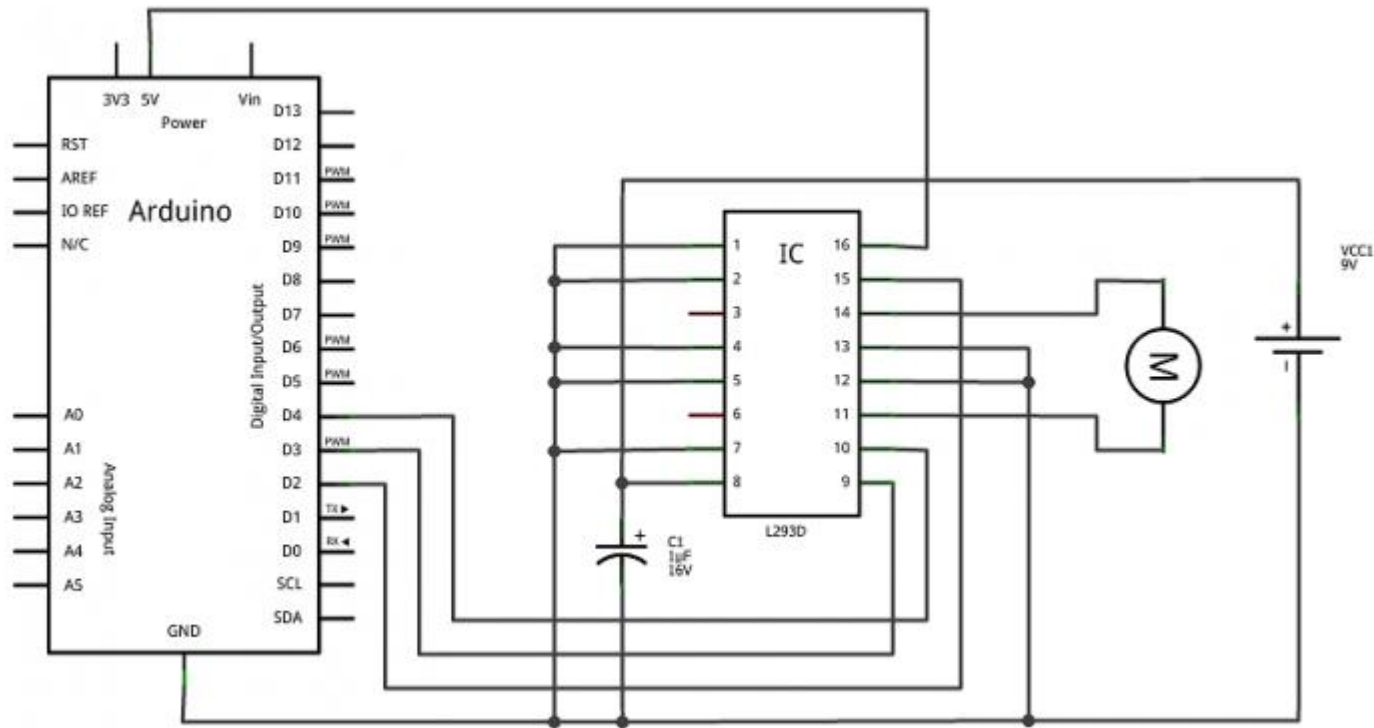 3V3 5V Vin
Power
Arduino
RST
AREF
IO REF
N/C
A0
A1
A2
A3
A4
A5
Analog Input
D13
D12
D11 PWM
D10 PWM
D9 PWM
D8
D7
D6 PWM
D5 PWM
D4
D3 PWM
D2
D1 TX ▶
D0 RX ◀
SCL
SDA
Digital Input/Output
GND
IC
1 16
2 15
3 14
4 13
5 12
6 11
7 10
8 9
L293D
+
C1
1µF
16V
M
VCC1
9V
+
−